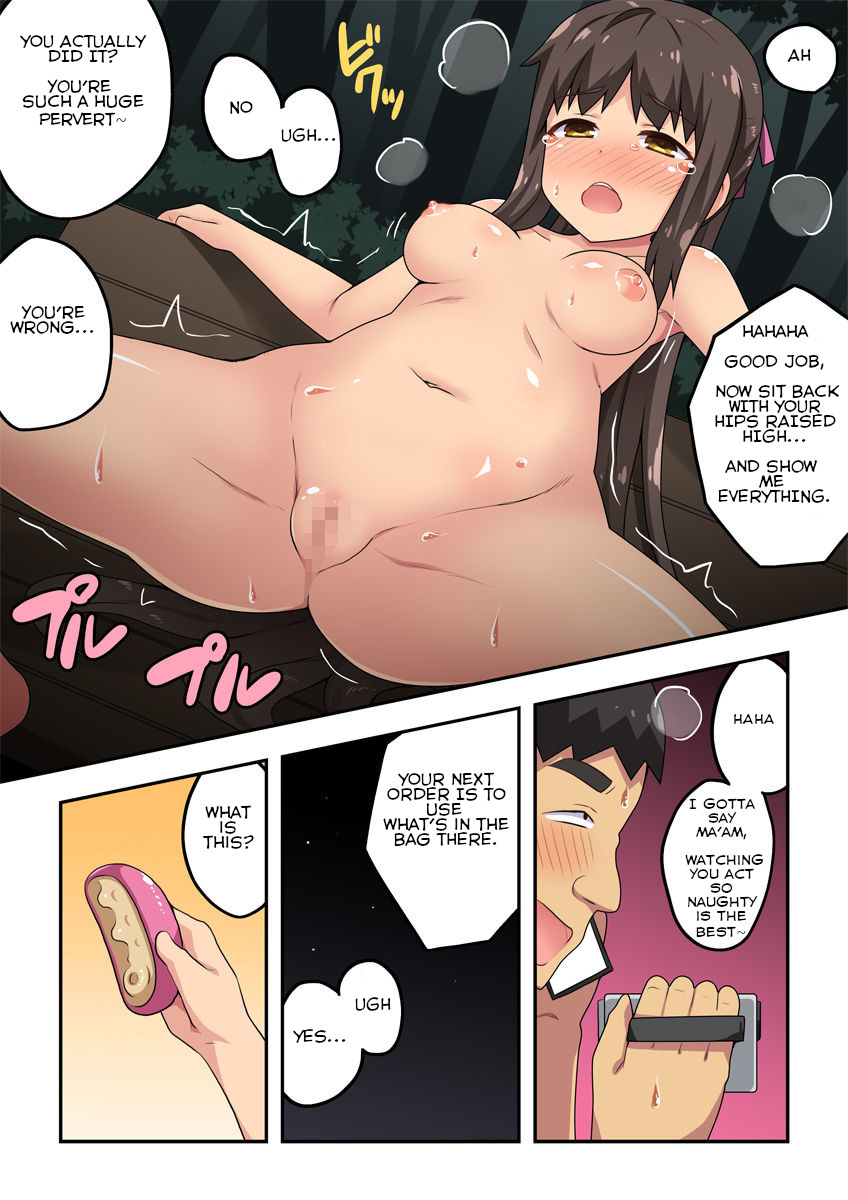 YOU ACTUALLY
DID IT?
YOU'RE
SUCH A HUGE
PERVERT~
NO
UGH...
ビクッ
AH
YOU'RE
WRONG...
HAHAHA
GOOD JOB,
NOW SIT BACK
WITH YOUR
HIPS RAISED
HIGH...
AND SHOW
ME
EVERYTHING.
プル
プル
WHAT
IS
THIS?
YOUR NEXT
ORDER IS TO
USE
WHAT'S IN THE
BAG THERE.
UGH
YES...
HAHA
I GOTTA
SAY
MA'AM,
WATCHING
YOU ACT
SO
NAUGHTY
IS THE
BEST~